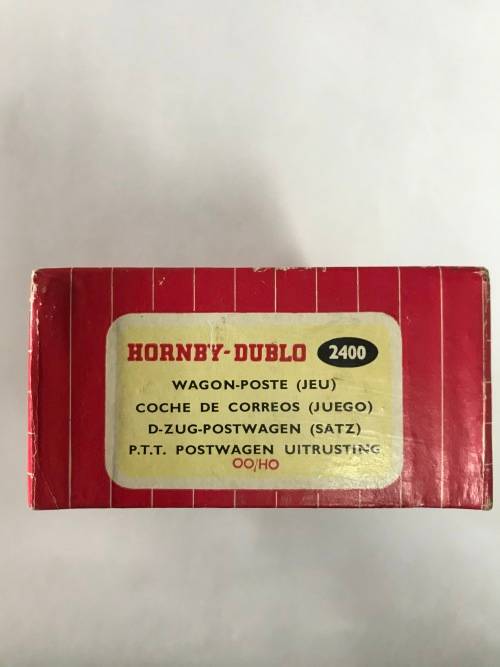 HORNBY-DUBLO 2400
WAGON-POSTE (JEU)
COCHE DE CORREOS (JUEGO)
D-ZUG-POSTWAGEN (SATZ)
P.T.T. POSTWAGEN UITRUSTING
OO/HO